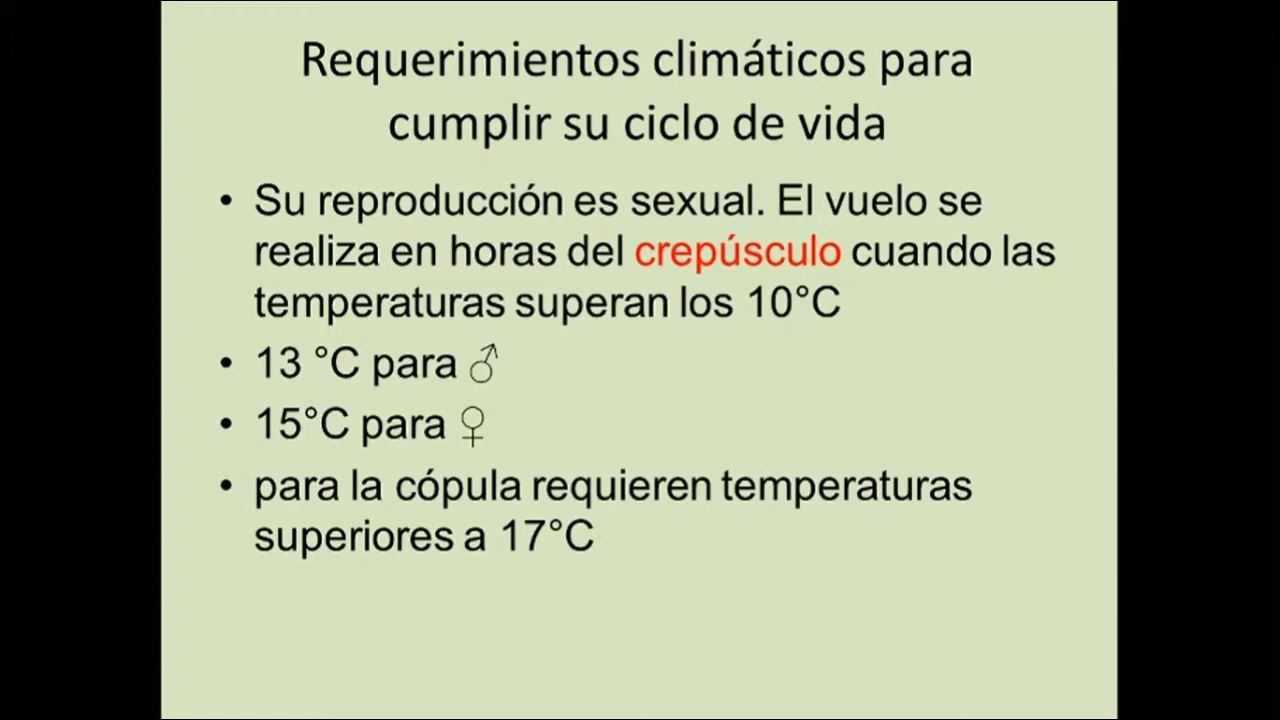 Requerimientos climáticos para
cumplir su ciclo de vida
• Su reproducción es sexual. El vuelo se
realiza en horas del crepúsculo cuando las
temperaturas superan los 10°C
• 13 °C para ♂
• 15°C para ♀
• para la cópula requieren temperaturas
superiores a 17°C